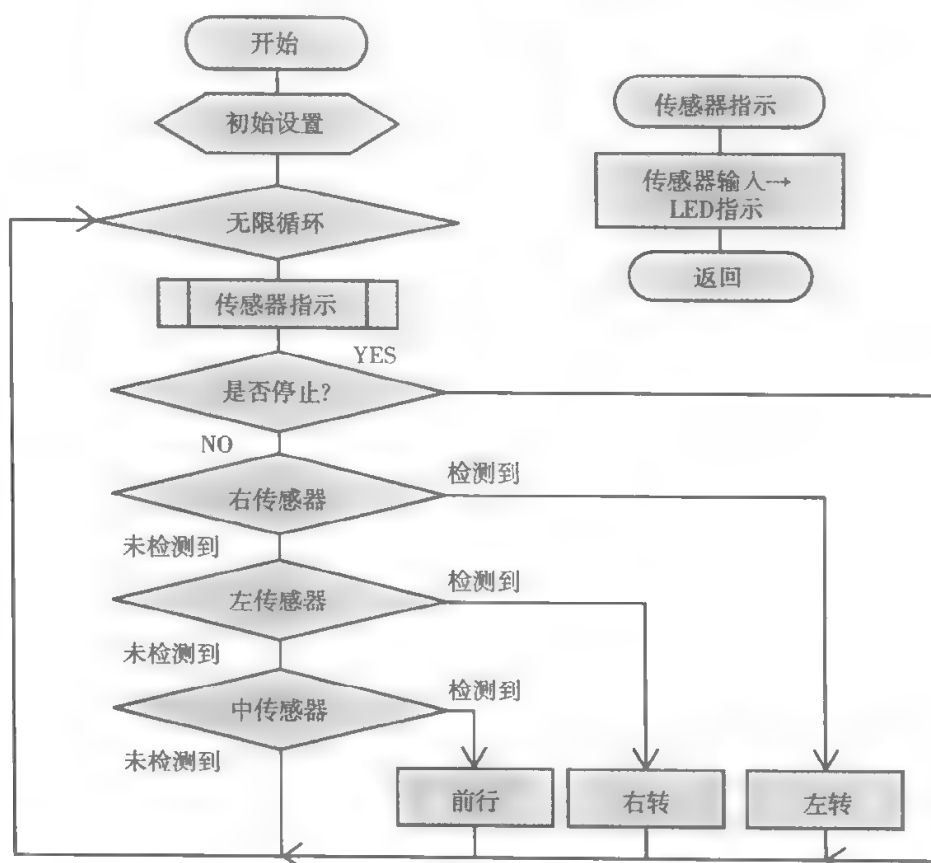 开始
初始设置
无限循环
传感器指示
是否停止?
YES
NO
右传感器
检测到
未检测到
左传感器
检测到
未检测到
中传感器
检测到
未检测到
前行
右转
左转
传感器指示
传感器输入→
LED指示
返回